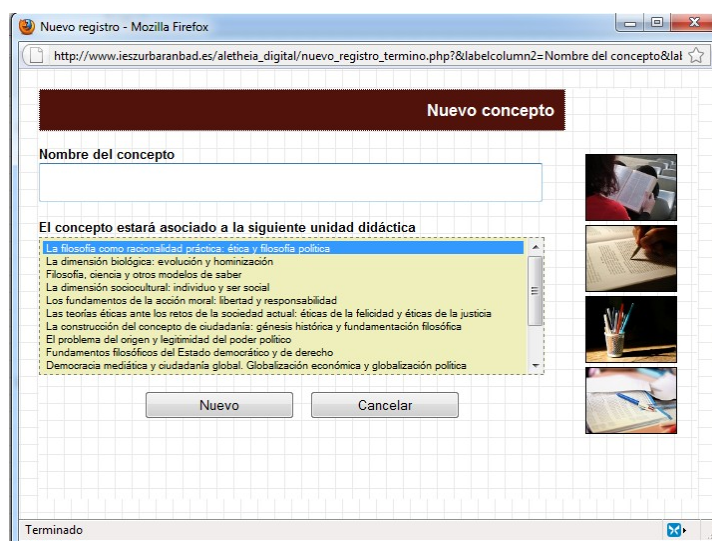 Nuevo registro - Mozilla Firefox
http://www.ieszurbaranbad.es/aletheia_digital/nuevo_registro_termino.php?&labelcolumn2=Nombre del concepto&lal
Nuevo concepto
Nombre del concepto
El concepto estará asociado a la siguiente unidad didáctica
La filosofía como racionalidad práctica: ética y filosofía política
La dimensión biológica: evolución y hominización
Filosofía, ciencia y otros modelos de saber
La dimensión sociocultural: individuo y ser social
Los fundamentos de la acción moral: libertad y responsabilidad
Las teorías éticas ante los retos de la sociedad actual: éticas de la felicidad y éticas de la justicia
La construcción del concepto de ciudadanía: génesis histórica y fundamentación filosófica
El problema del origen y legitimidad del poder político
Fundamentos filosóficos del Estado democrático y de derecho
Democracia mediática y ciudadanía global. Globalización económica y globalización política
Nuevo Cancelar
Terminado